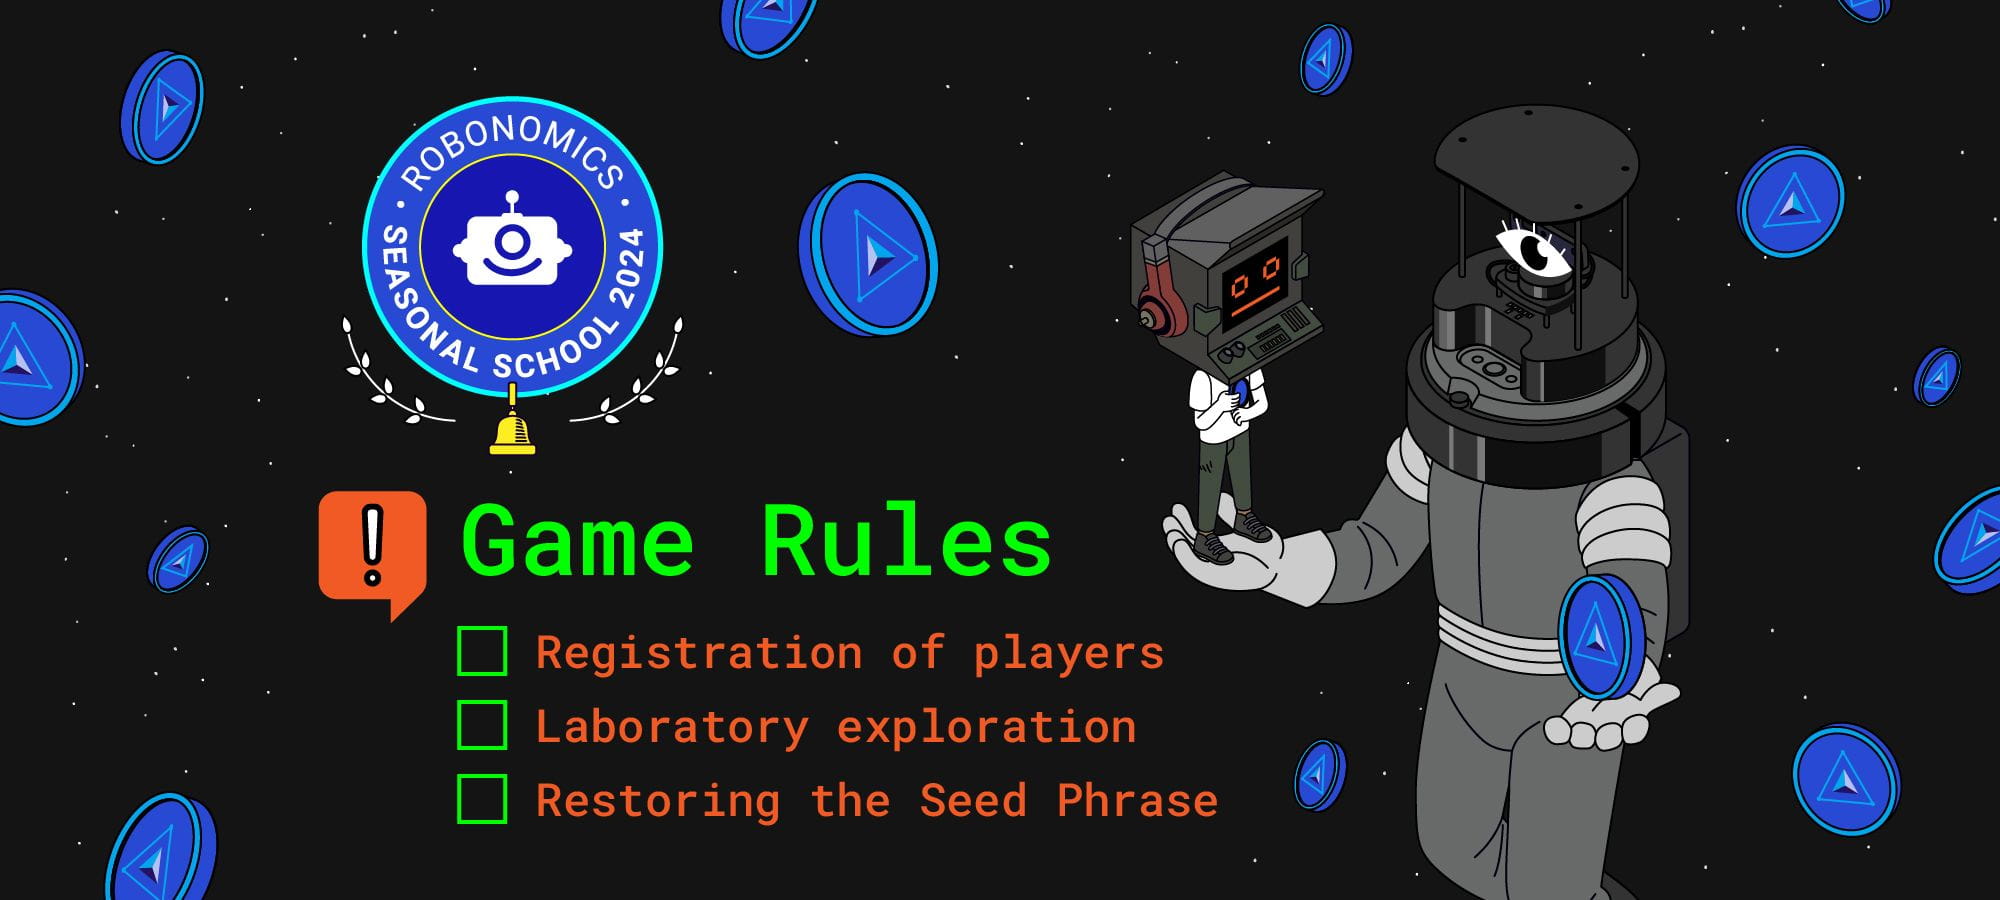 • ROBONOMICS •
SEASONAL SCHOOL 2024
!
Game Rules
Registration of players
Laboratory exploration
Restoring the Seed Phrase